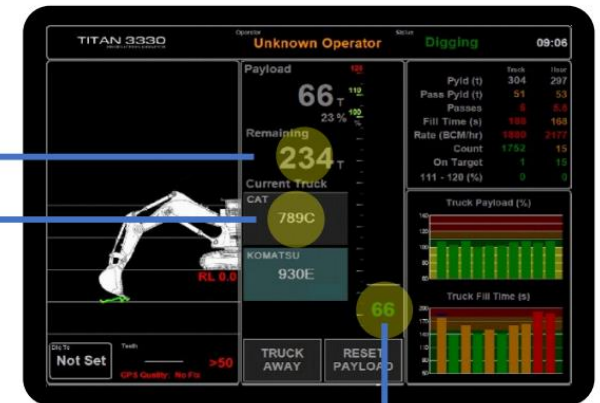 TITAN 3330
Operator
Unknown Operator
Status
Digging
09:06
Payload
66 T
23 %
120
110
100
%
Remaining
234 T
Current Truck
CAT
789C
KOMATSU
930E
66
TRUCK AWAY
RESET PAYLOAD
RL 0.0
Dig To
Not Set
Teeth
>50
GPS Quality: No Fix
Truck Hour
Pyld (t) 304 297
Pass Pyld (t) 51 53
Passes 6 5.6
Fill Time (s) 188 168
Rate (BCM/hr) 1880 2177
Count 1752 15
On Target 1 15
111 - 120 (%) 0 0
Truck Payload (%)
Truck Fill Time (s)